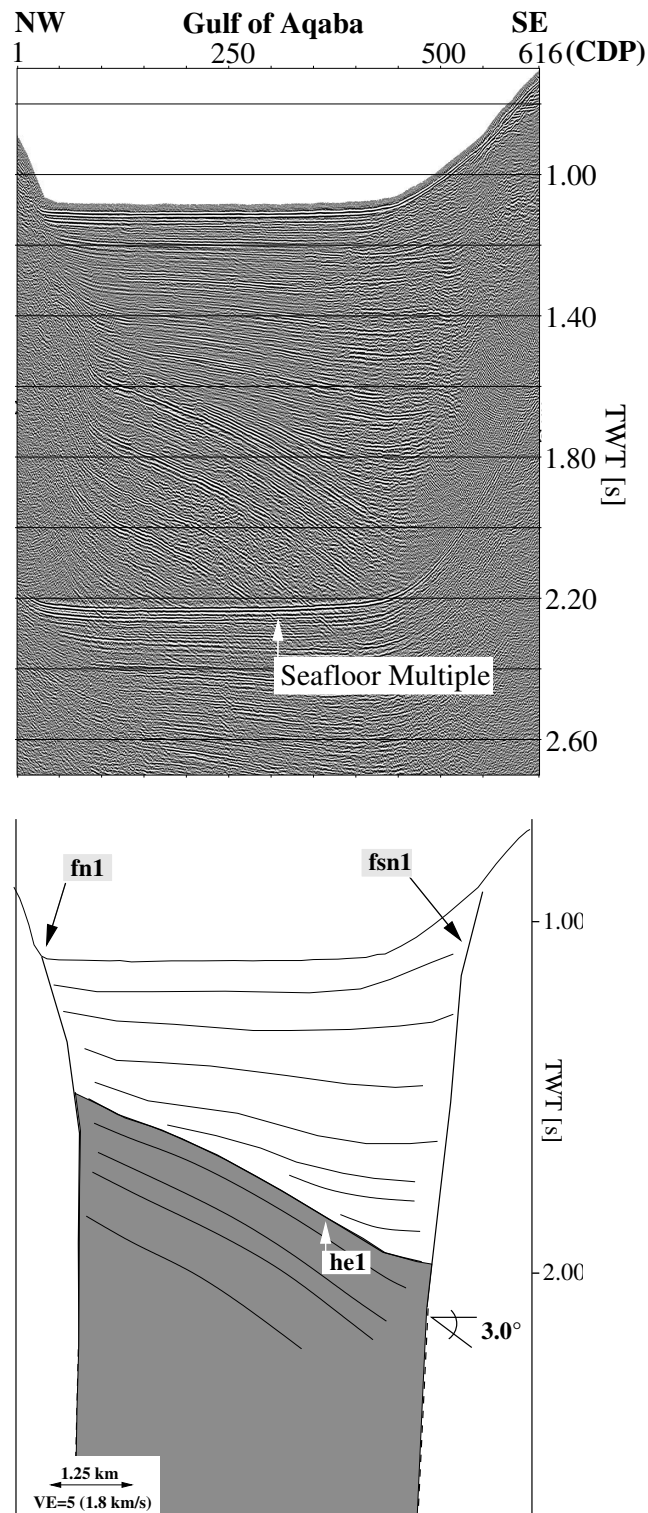 NW Gulf of Aqaba SE
1 250 500 616 (CDP)
1.00
1.40
TWT [s]
1.80
2.20
Seafloor Multiple
2.60
fn1 fsn1
1.00
TWT [s]
he1
2.00
3.0°
1.25 km
VE=5 (1.8 km/s)